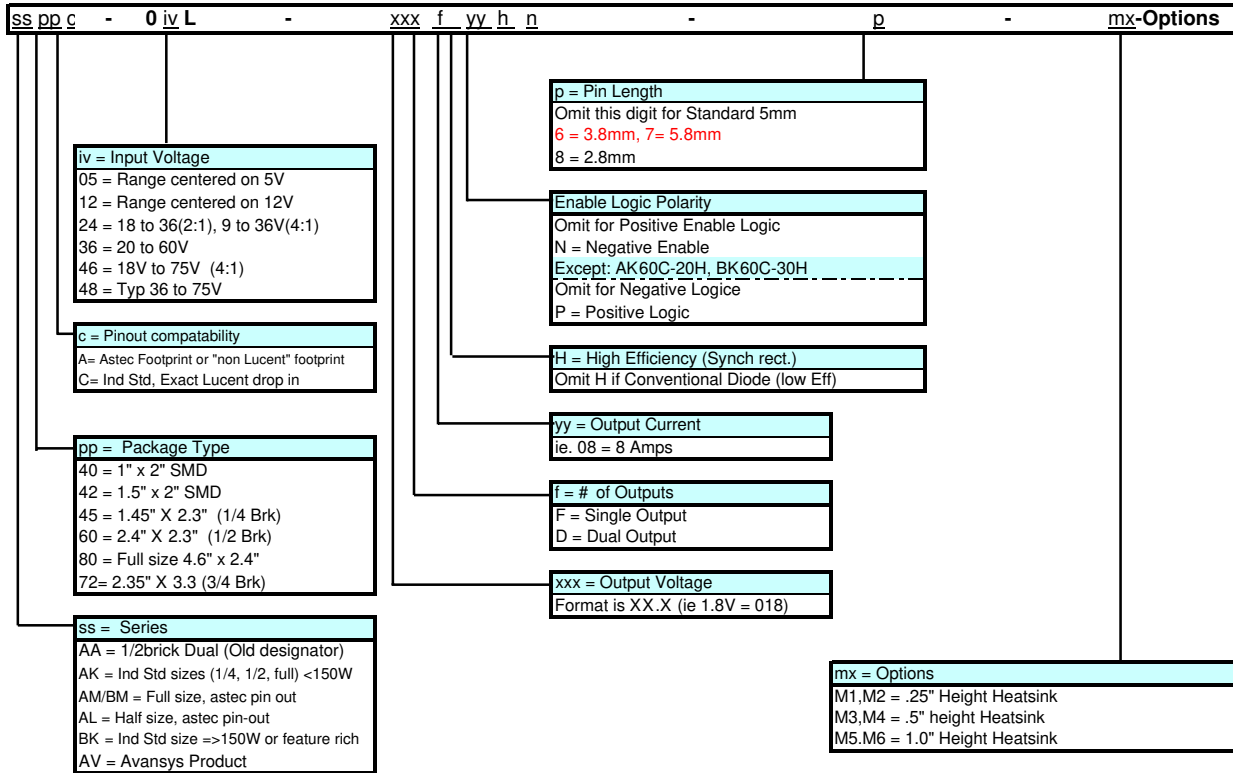 ss pp c - 0 iv L - xxx f yy h n - p - mx-Options
p = Pin Length
Omit this digit for Standard 5mm
6 = 3.8mm, 7= 5.8mm
8 = 2.8mm
iv = Input Voltage
05 = Range centered on 5V
12 = Range centered on 12V
24 = 18 to 36(2:1), 9 to 36V(4:1)
36 = 20 to 60V
46 = 18V to 75V (4:1)
48 = Typ 36 to 75V
Enable Logic Polarity
Omit for Positive Enable Logic
N = Negative Enable
Except: AK60C-20H, BK60C-30H
Omit for Negative Logice
P = Positive Logic
c = Pinout compatability
A= Astec Footprint or "non Lucent" footprint
C= Ind Std, Exact Lucent drop in
H = High Efficiency (Synch rect.)
Omit H if Conventional Diode (low Eff)
yy = Output Current
ie. 08 = 8 Amps
pp = Package Type
40 = 1" x 2" SMD
42 = 1.5" x 2" SMD
45 = 1.45" X 2.3" (1/4 Brk)
60 = 2.4" X 2.3" (1/2 Brk)
80 = Full size 4.6" x 2.4"
72= 2.35" X 3.3 (3/4 Brk)
f = # of Outputs
F = Single Output
D = Dual Output
xxx = Output Voltage
Format is XX.X (ie 1.8V = 018)
ss = Series
AA = 1/2brick Dual (Old designator)
AK = Ind Std sizes (1/4, 1/2, full) <150W
AM/BM = Full size, astec pin out
AL = Half size, astec pin-out
BK = Ind Std size =>150W or feature rich
AV = Avansys Product
mx = Options
M1,M2 = .25" Height Heatsink
M3,M4 = .5" height Heatsink
M5.M6 = 1.0" Height Heatsink